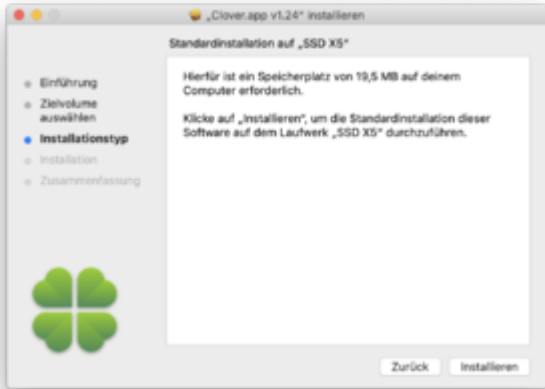 „Clover.app v1.24“ installieren
Standardinstallation auf „SSD X5“
Einführung
Zielvolume
auswählen
Installationstyp
Installation
Zusammenfassung
Hierfür ist ein Speicherplatz von 19,5 MB auf deinem
Computer erforderlich.
Klicke auf „Installieren“, um die Standardinstallation dieser
Software auf dem Laufwerk „SSD X5“ durchzuführen.
Zurück
Installieren